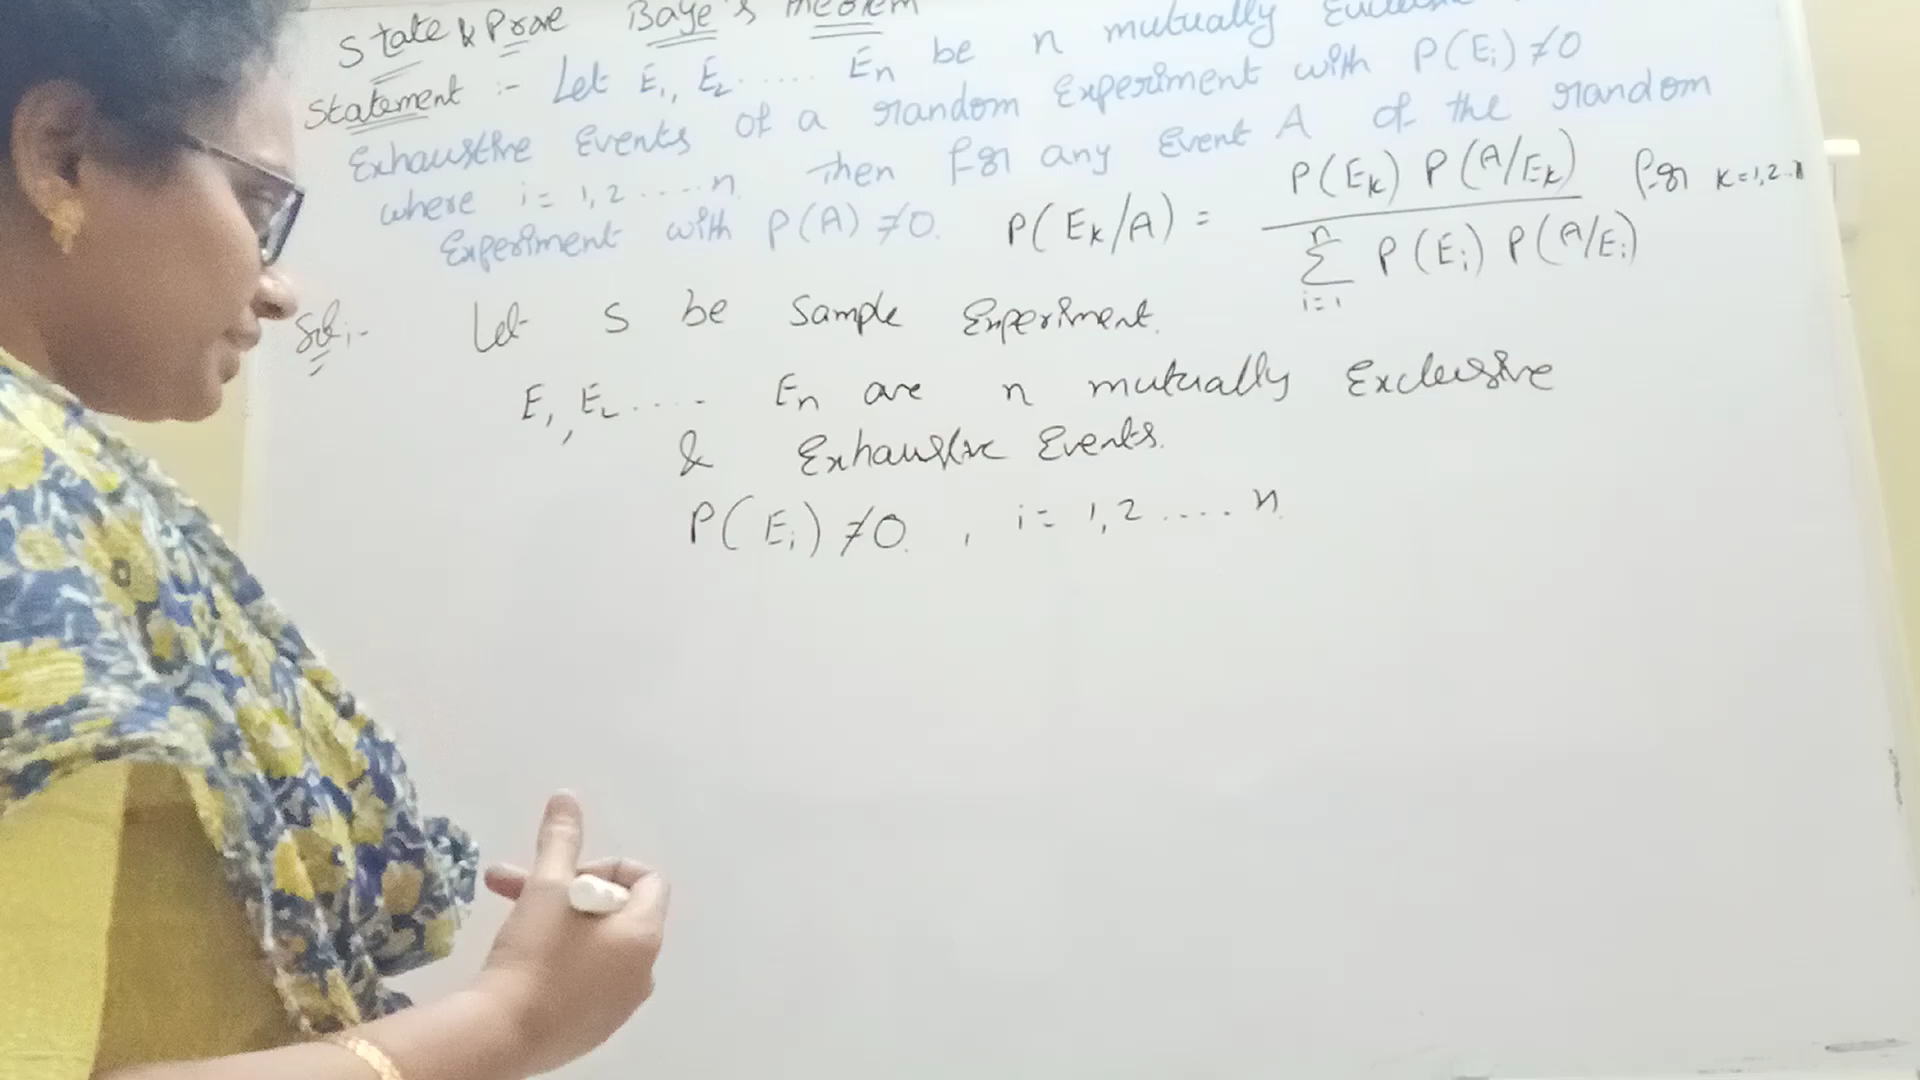 State & Prove Baye's Theorem
Statement :- Let E1, E2 ..... En be n mutually
Exhaustive Events of a random Experiment with P(Ei) ≠0
where i = 1,2 ..... n. Then for any Event A of the random
Experiment with P(A) ≠0. P(Ek/A) = P(Ek) P(A/Ek) / n Σ i=1 P(Ei) P(A/Ei) for k=1,2..n
Sol:- Let S be Sample Experiment.
E1, E2 .... En are n mutually Exclusive
& Exhaustive Events.
P(Ei) ≠0. , i= 1,2 .... n.